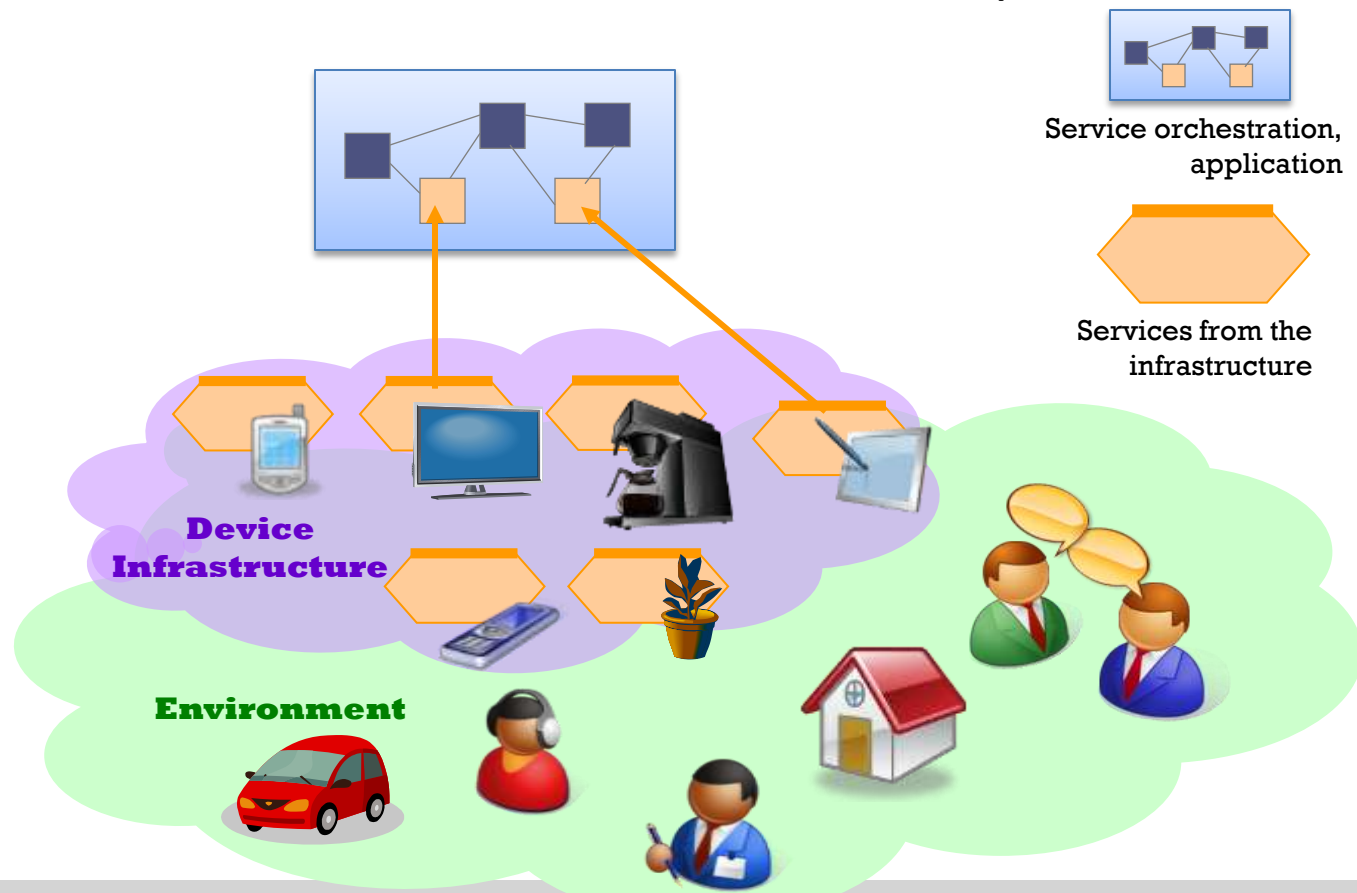 Service orchestration,
application
Services from the
infrastructure
Device
Infrastructure
Environment